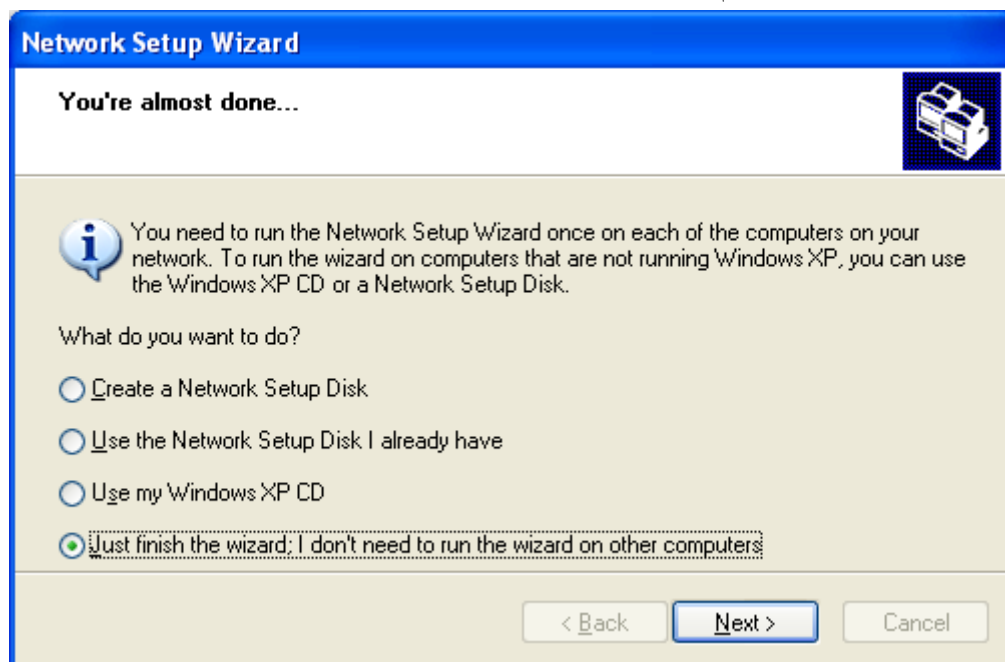 Network Setup Wizard
You're almost done...
You need to run the Network Setup Wizard once on each of the computers on your
network. To run the wizard on computers that are not running Windows XP, you can use
the Windows XP CD or a Network Setup Disk.
What do you want to do?
Create a Network Setup Disk
Use the Network Setup Disk I already have
Use my Windows XP CD
Just finish the wizard; I don't need to run the wizard on other computers
< Back Next > Cancel